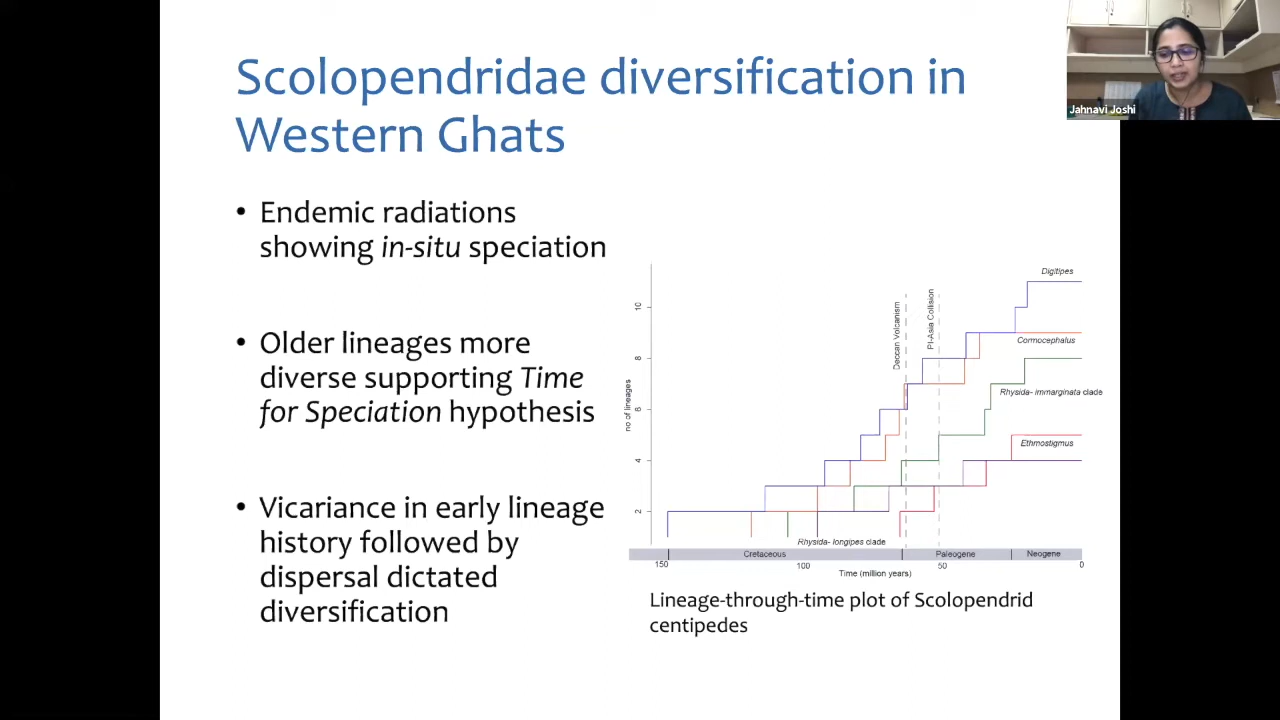 Scolopendridae diversification in
Western Ghats
Jahnavi Joshi
• Endemic radiations
showing in-situ speciation
• Older lineages more
diverse supporting Time
for Speciation hypothesis
• Vicariance in early lineage
history followed by
dispersal dictated
diversification
no of lineages
10
8
6
4
2
Deccan Volcanism
PI-Asia Collision
Digitipes
Cormocephalus
Rhysida- immarginata clade
Ethmostigmus
Rhysida- longipes clade
Cretaceous
Paleogene
Neogene
150
100
50
0
Time (million years)
Lineage-through-time plot of Scolopendrid
centipedes